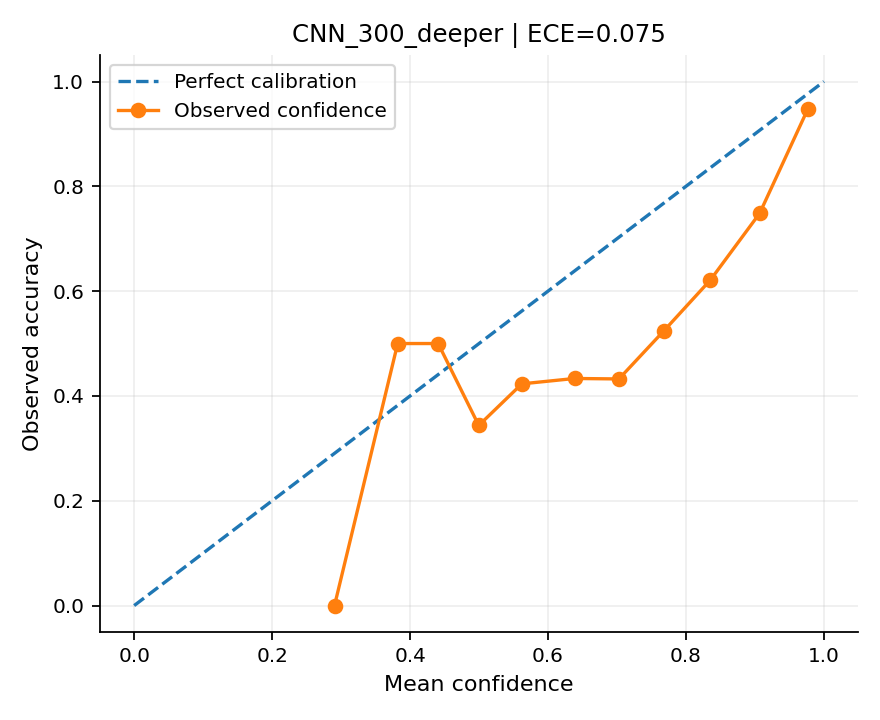 CNN_300_deeper | ECE=0.075
Perfect calibration
Observed confidence
Observed accuracy
1.0
0.8
0.6
0.4
0.2
0.0
0.0 0.2 0.4 0.6 0.8 1.0
Mean confidence